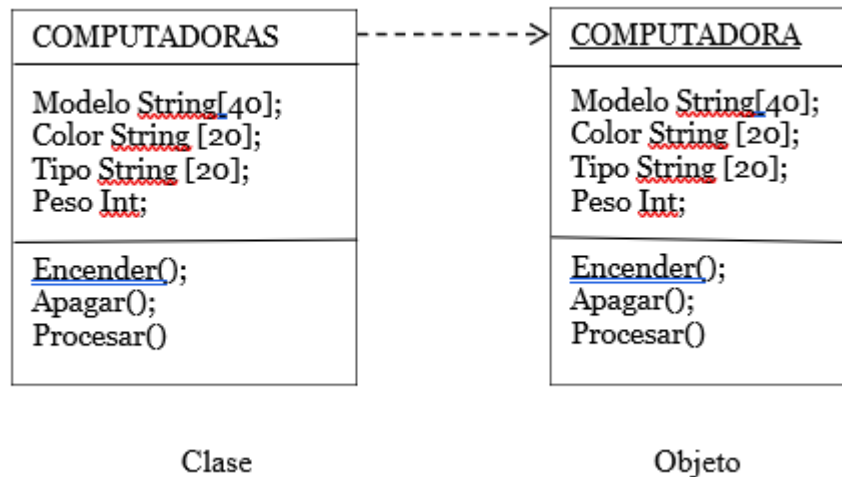 COMPUTADORAS
Modelo String[40];
Color String [20];
Tipo String [20];
Peso Int;
Encender();
Apagar();
Procesar()
Clase
COMPUTADORA
Modelo String[40];
Color String [20];
Tipo String [20];
Peso Int;
Encender();
Apagar();
Procesar()
Objeto